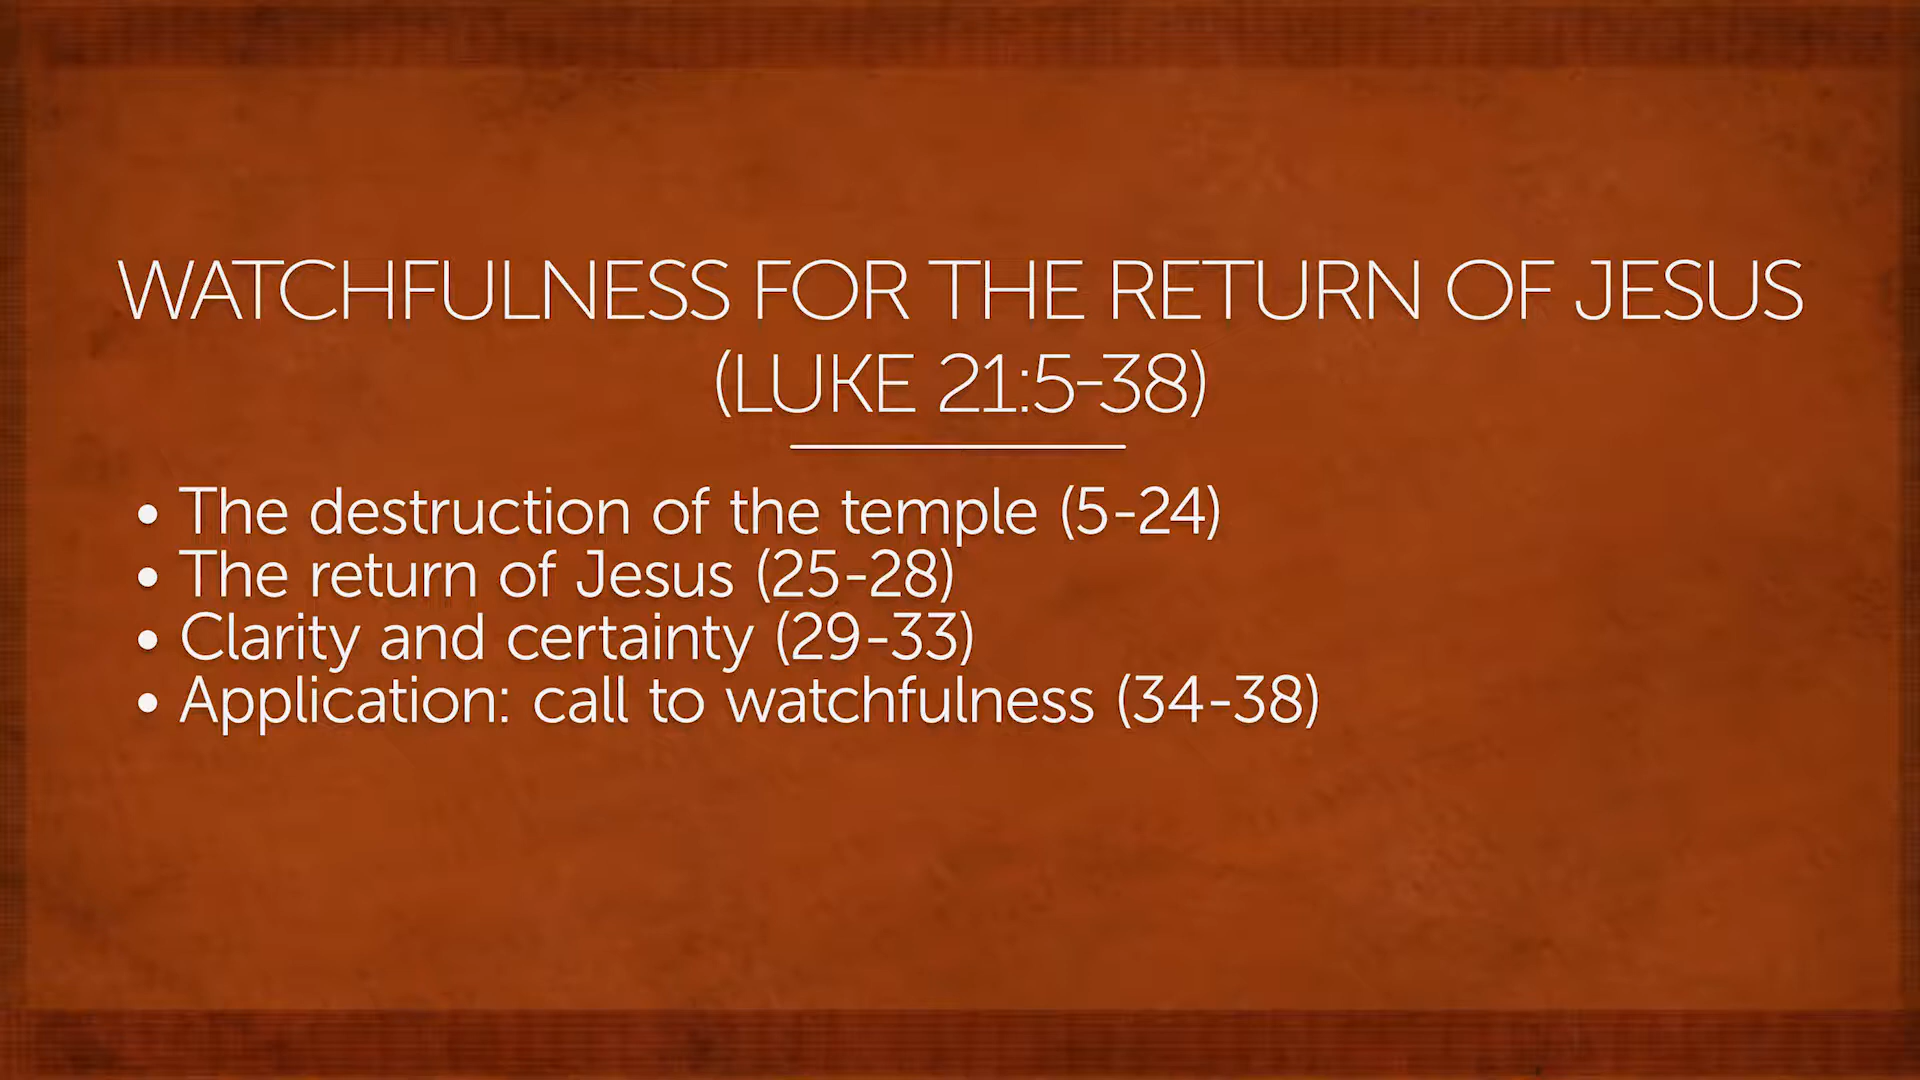 WATCHFULNESS FOR THE RETURN OF JESUS
(LUKE 21:5-38)
• The destruction of the temple (5-24)
• The return of Jesus (25-28)
• Clarity and certainty (29-33)
• Application: call to watchfulness (34-38)